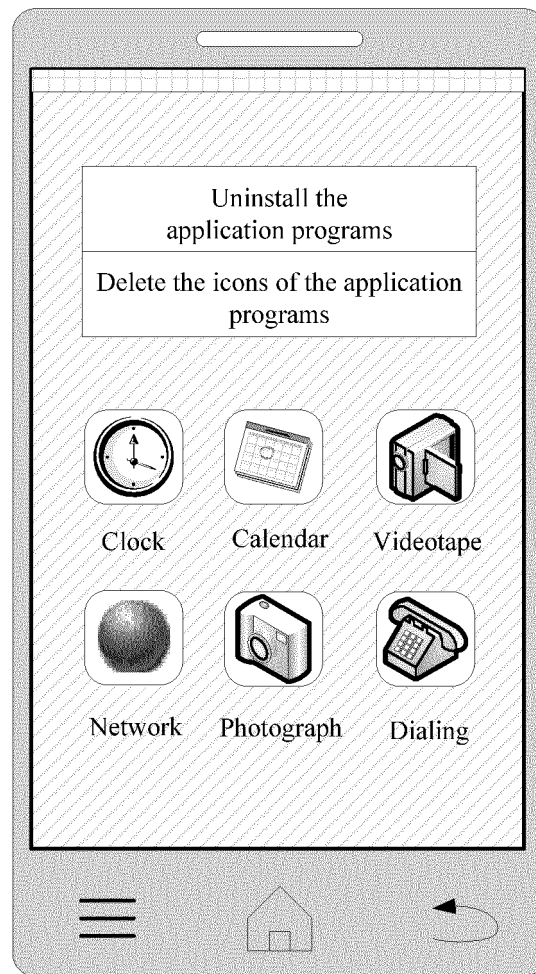 Uninstall the
application programs
Delete the icons of the application
programs
Clock
Calendar
Videotape
Network
Photograph
Dialing